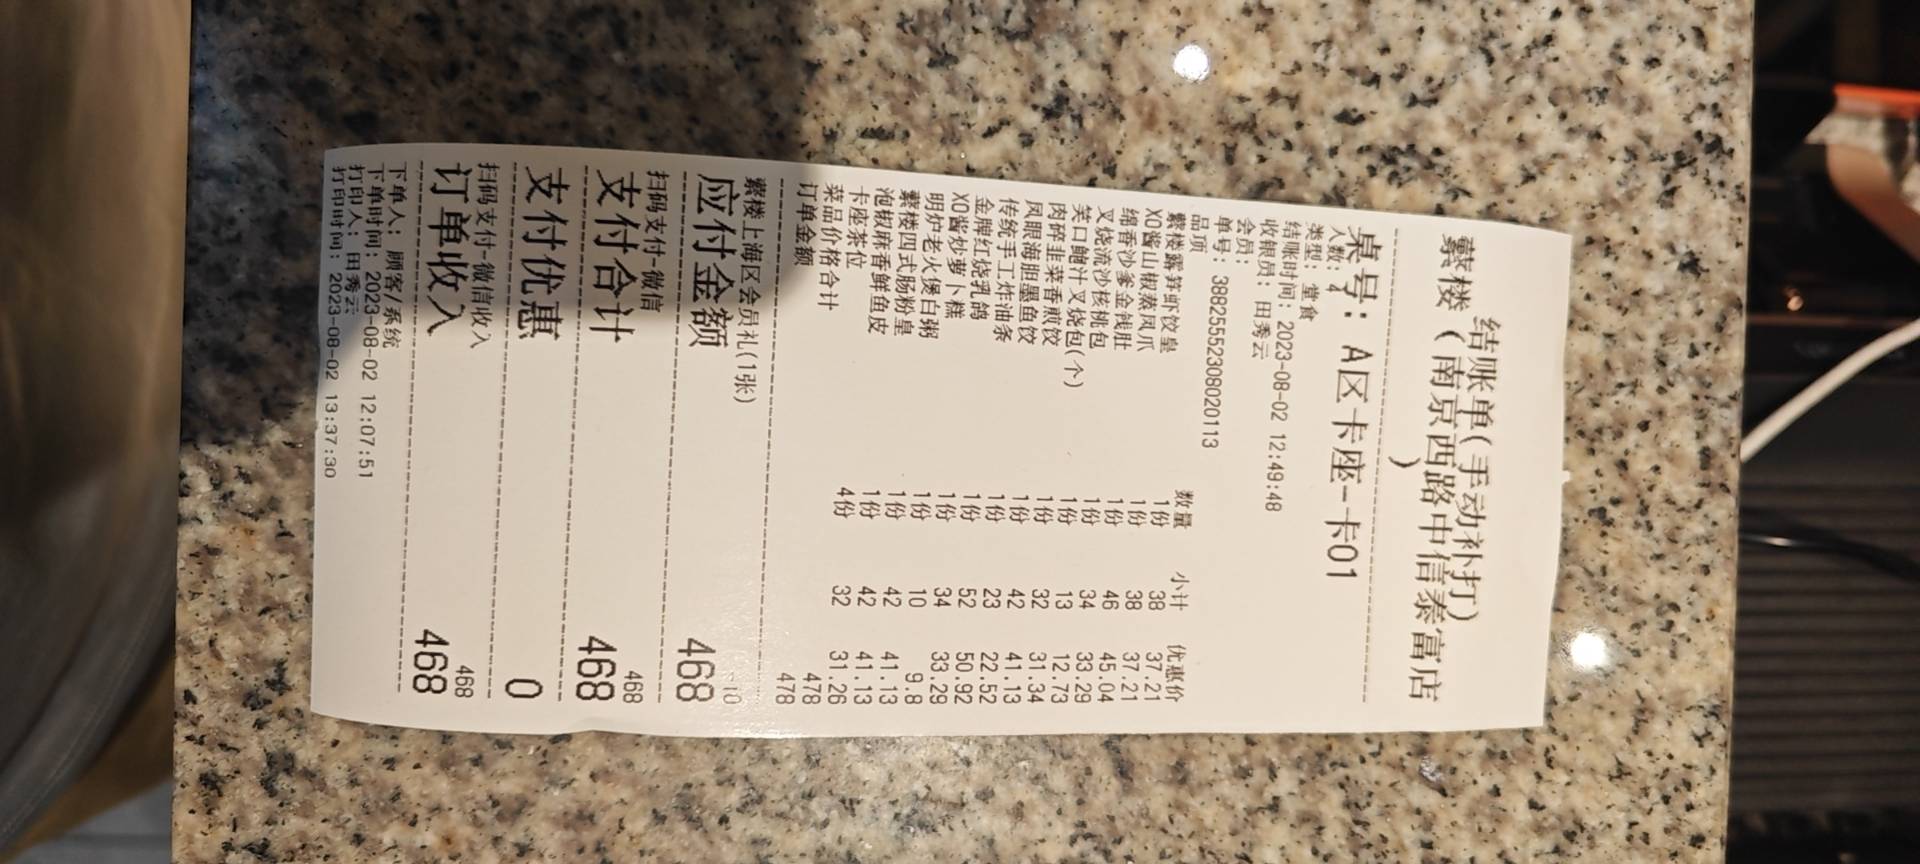 结账单(手动补打)
蘩楼（南京西路中信泰富店
）
桌号：A区卡座-卡01
人数：4
类型：堂食
结账时间：2023-08-02 12:49:48
收银员：田秀云
会员：
单号：3882555230802​0113
品项 数量 小计 优惠价
蘩楼露笋虾饺皇 1份 38 37.21
XO酱山椒蒸凤爪 1份 38 37.21
绵香沙爹金钱肚 1份 46 45.04
叉烧流沙核桃包 1份 34 33.29
笑口鲍汁叉烧包(个) 1份 13 12.73
肉碎韭菜香煎饺 1份 32 31.34
凤眼海胆墨鱼饺 1份 42 41.13
传统手工炸油条 1份 23 22.52
金牌红烧乳鸽 1份 52 50.92
XO酱炒萝卜糕 1份 34 33.29
明炉老火煲白粥 1份 10 9.8
蘩楼四式肠粉皇 1份 42 41.13
泡椒麻香鲜鱼皮 1份 42 41.13
卡座茶位 4份 32 31.26
菜品价格合计 478
订单金额 478
蘩楼上海区会员礼(1张) -10
应付金额 468
扫码支付-微信 468
支付合计 468
支付优惠 0
扫码支付-微信收入 468
订单收入 468
下单人：顾客/系统
下单时间：2023-08-02 12:07:51
打印人：田秀云
打印时间：2023-08-02 13:37:30